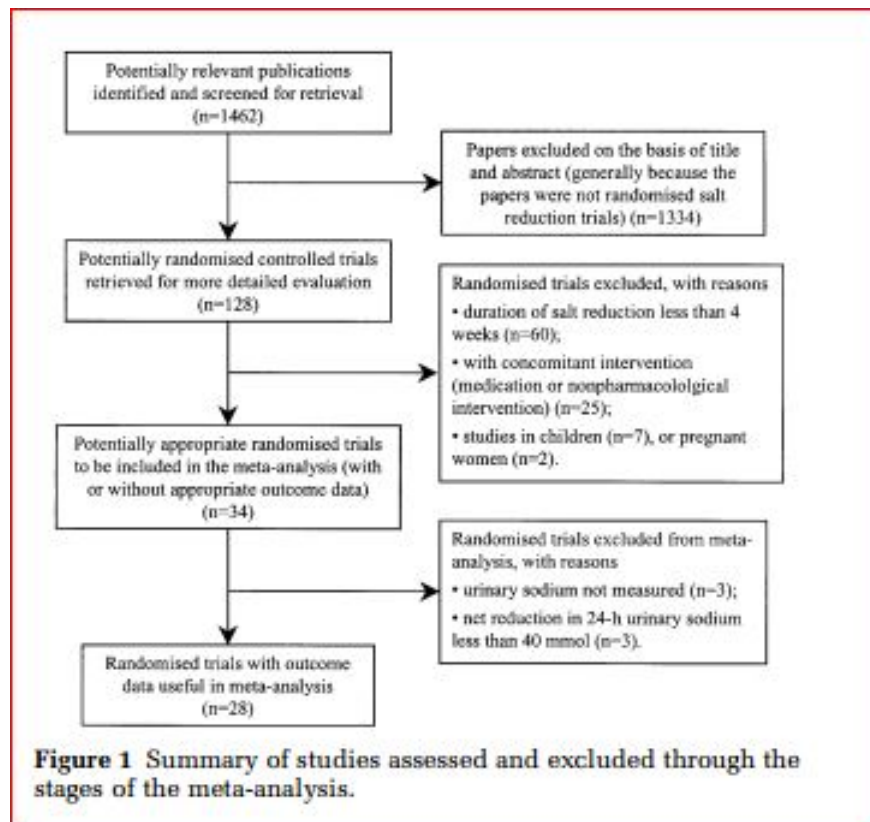 Potentially relevant publications
identified and screened for retrieval
(n=1462)
Papers excluded on the basis of title
and abstract (generally because the
papers were not randomised salt
reduction trials) (n=1334)
Potentially randomised controlled trials
retrieved for more detailed evaluation
(n=128)
Randomised trials excluded, with reasons
• duration of salt reduction less than 4
weeks (n=60);
• with concomitant intervention
(medication or nonpharmacololgical
intervention) (n=25);
• studies in children (n=7), or pregnant
women (n=2).
Potentially appropriate randomised trials
to be included in the meta-analysis (with
or without appropriate outcome data)
(n=34)
Randomised trials excluded from meta-
analysis, with reasons
• urinary sodium not measured (n=3);
• net reduction in 24-h urinary sodium
less than 40 mmol (n=3).
Randomised trials with outcome
data useful in meta-analysis
(n=28)
Figure 1 Summary of studies assessed and excluded through the
stages of the meta-analysis.